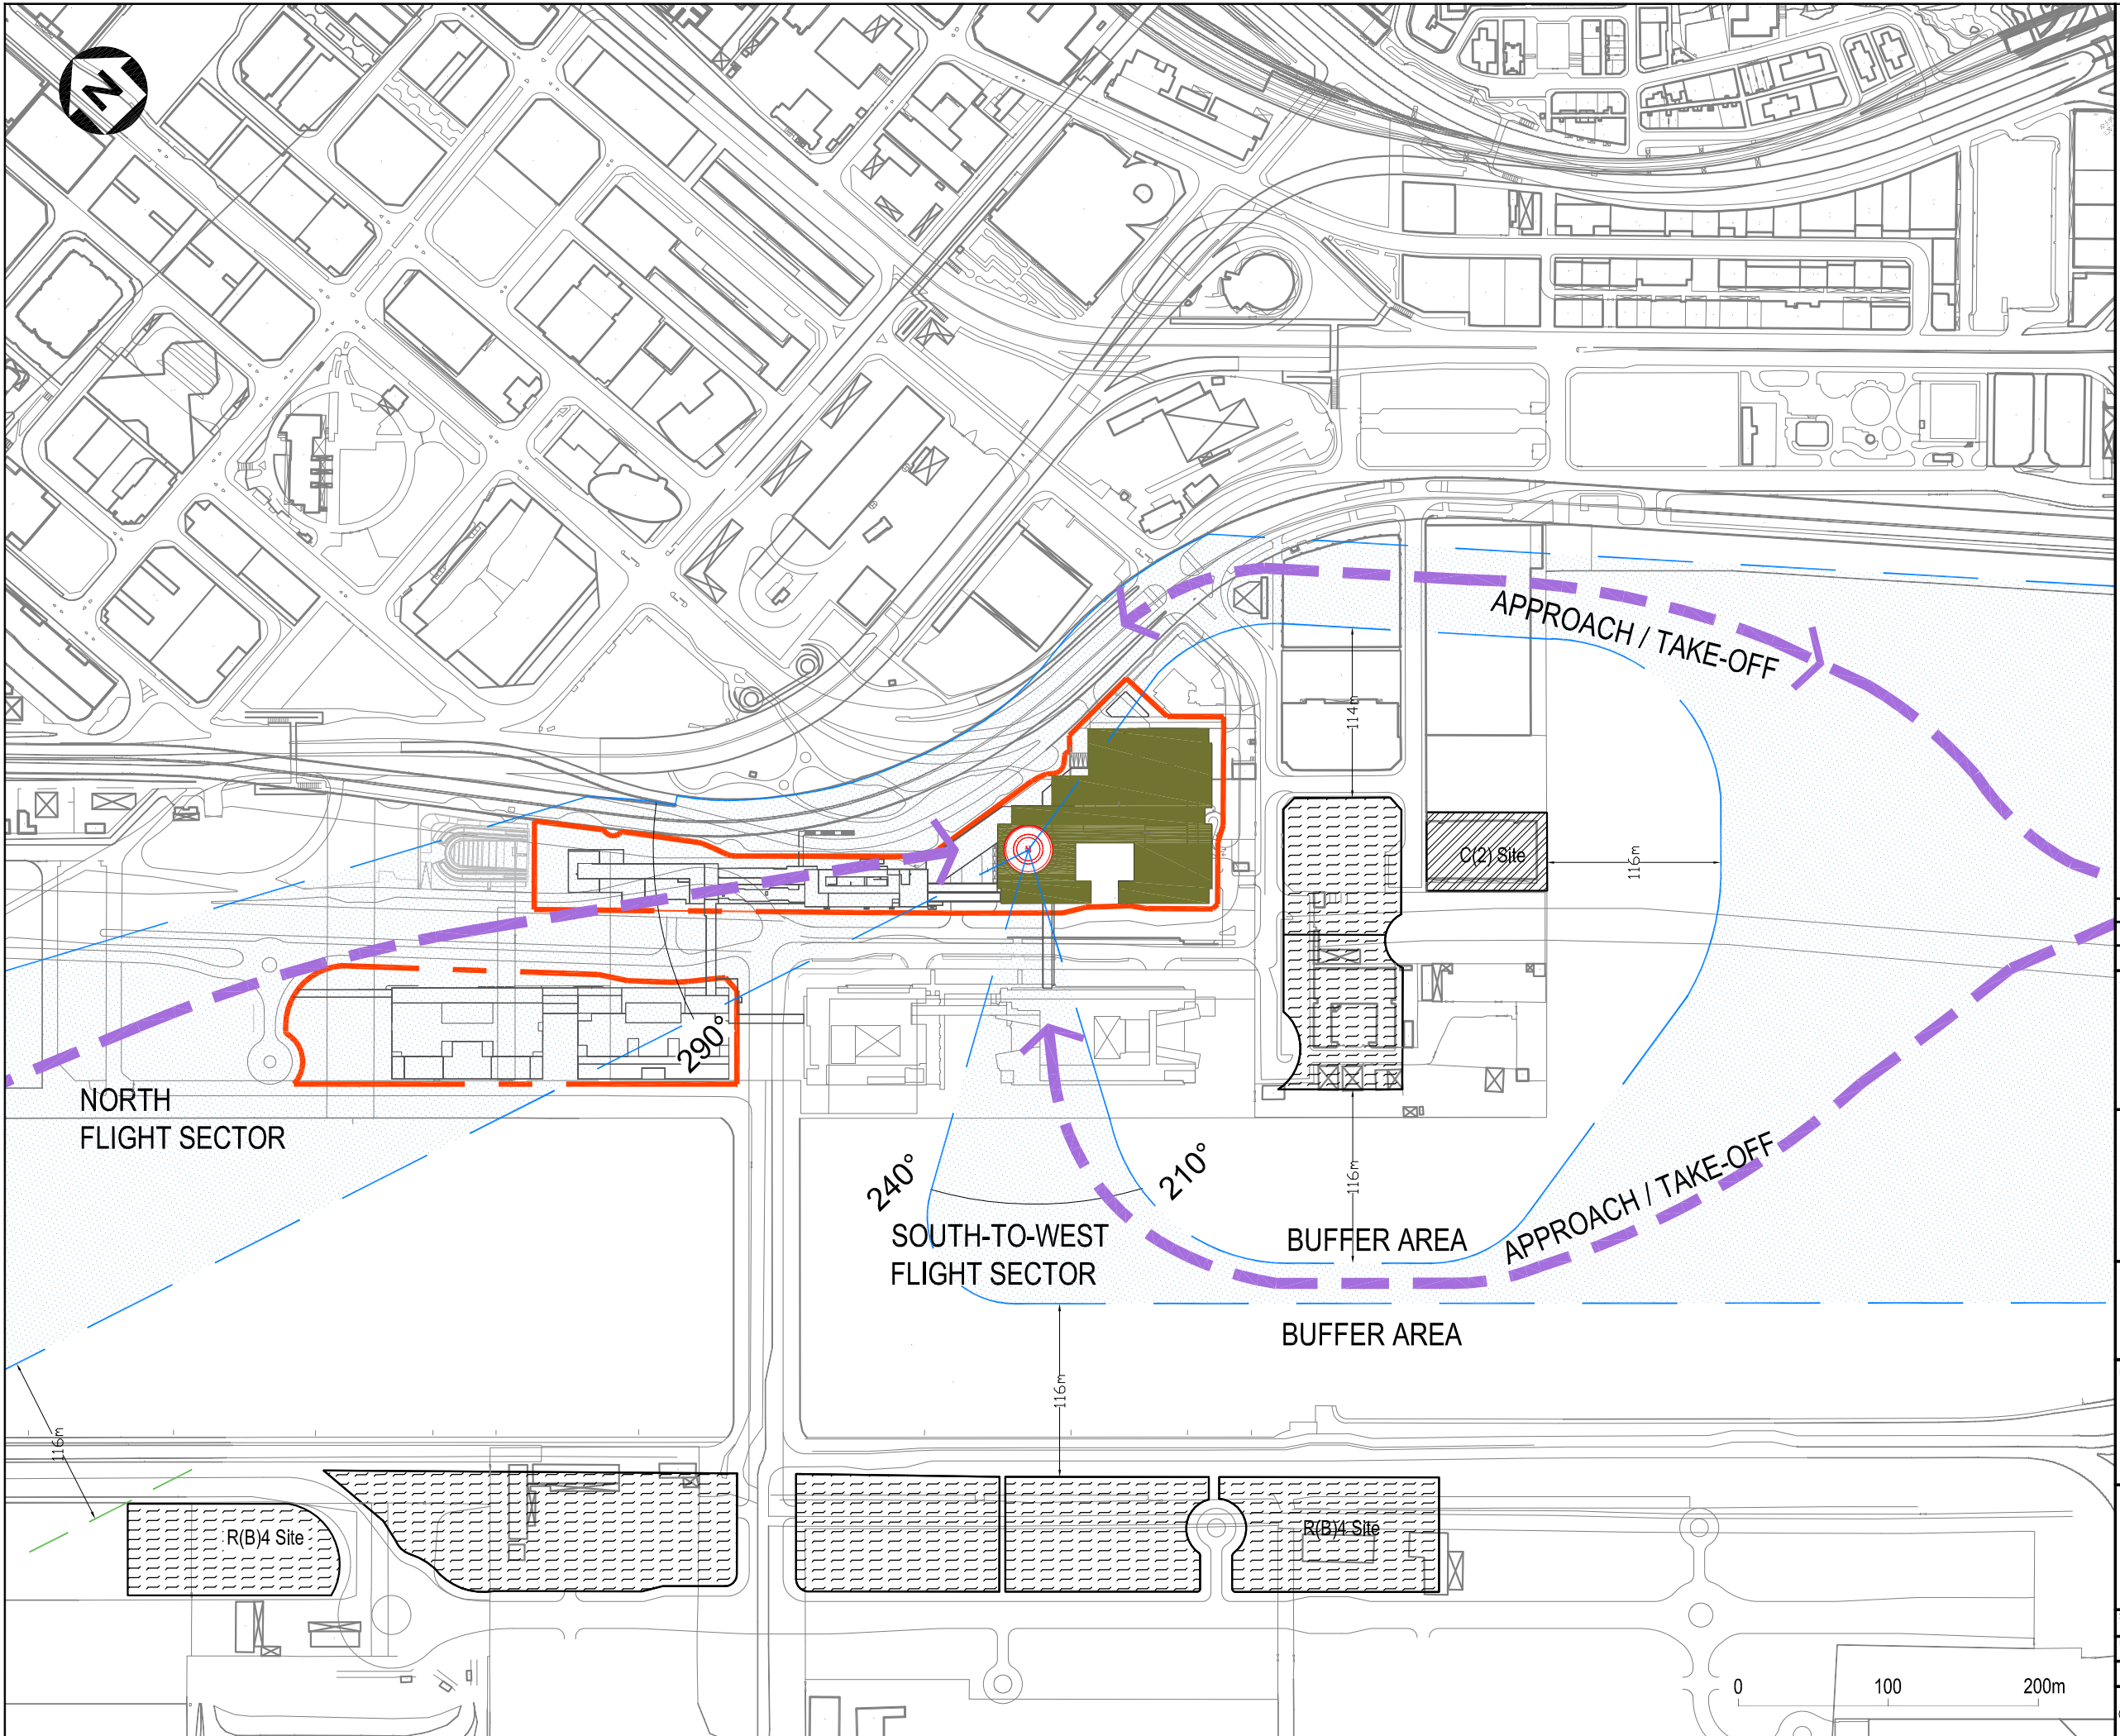 N
APPROACH / TAKE-OFF
114m
C(2) Site
116m
290°
NORTH
FLIGHT SECTOR
240°
210°
116m
SOUTH-TO-WEST
FLIGHT SECTOR
BUFFER AREA
APPROACH / TAKE-OFF
BUFFER AREA
116m
116m
R(B)4 Site
R(B)4 Site
0 100 200m